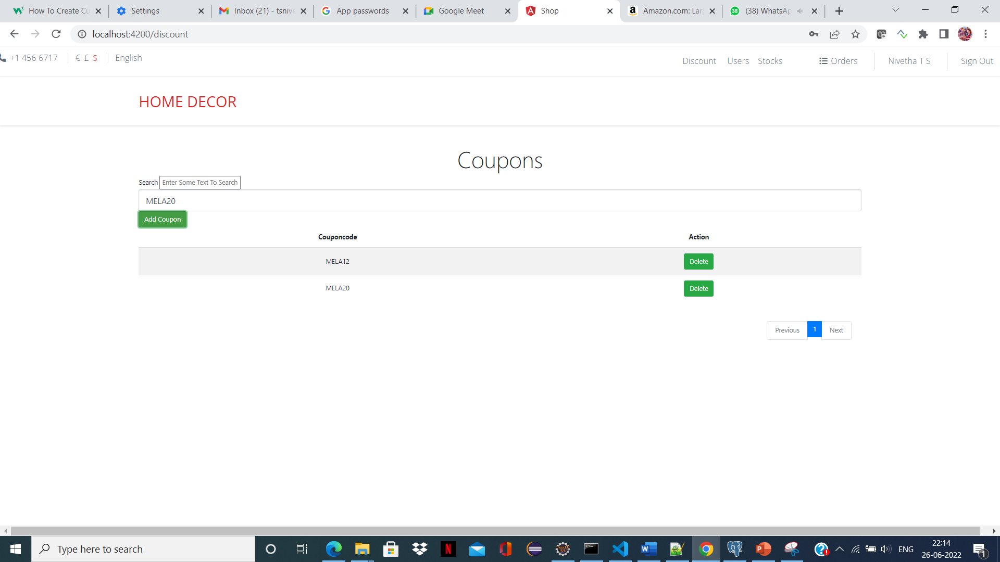 How To Create Cu
Settings
Inbox (21) - tsnive
App passwords
Google Meet
Shop
Amazon.com: Lar
38
(38) WhatsAp
localhost:4200/discount
+1 456 6717
€ £ $
English
Discount
Users
Stocks
Orders
Nivetha T S
Sign Out
HOME DECOR
Coupons
Search Enter Some Text To Search
MELA20
Add Coupon
Couponcode Action
MELA12 Delete
MELA20 Delete
Previous 1 Next
Type here to search
ENG
22:14
26-06-2022
1